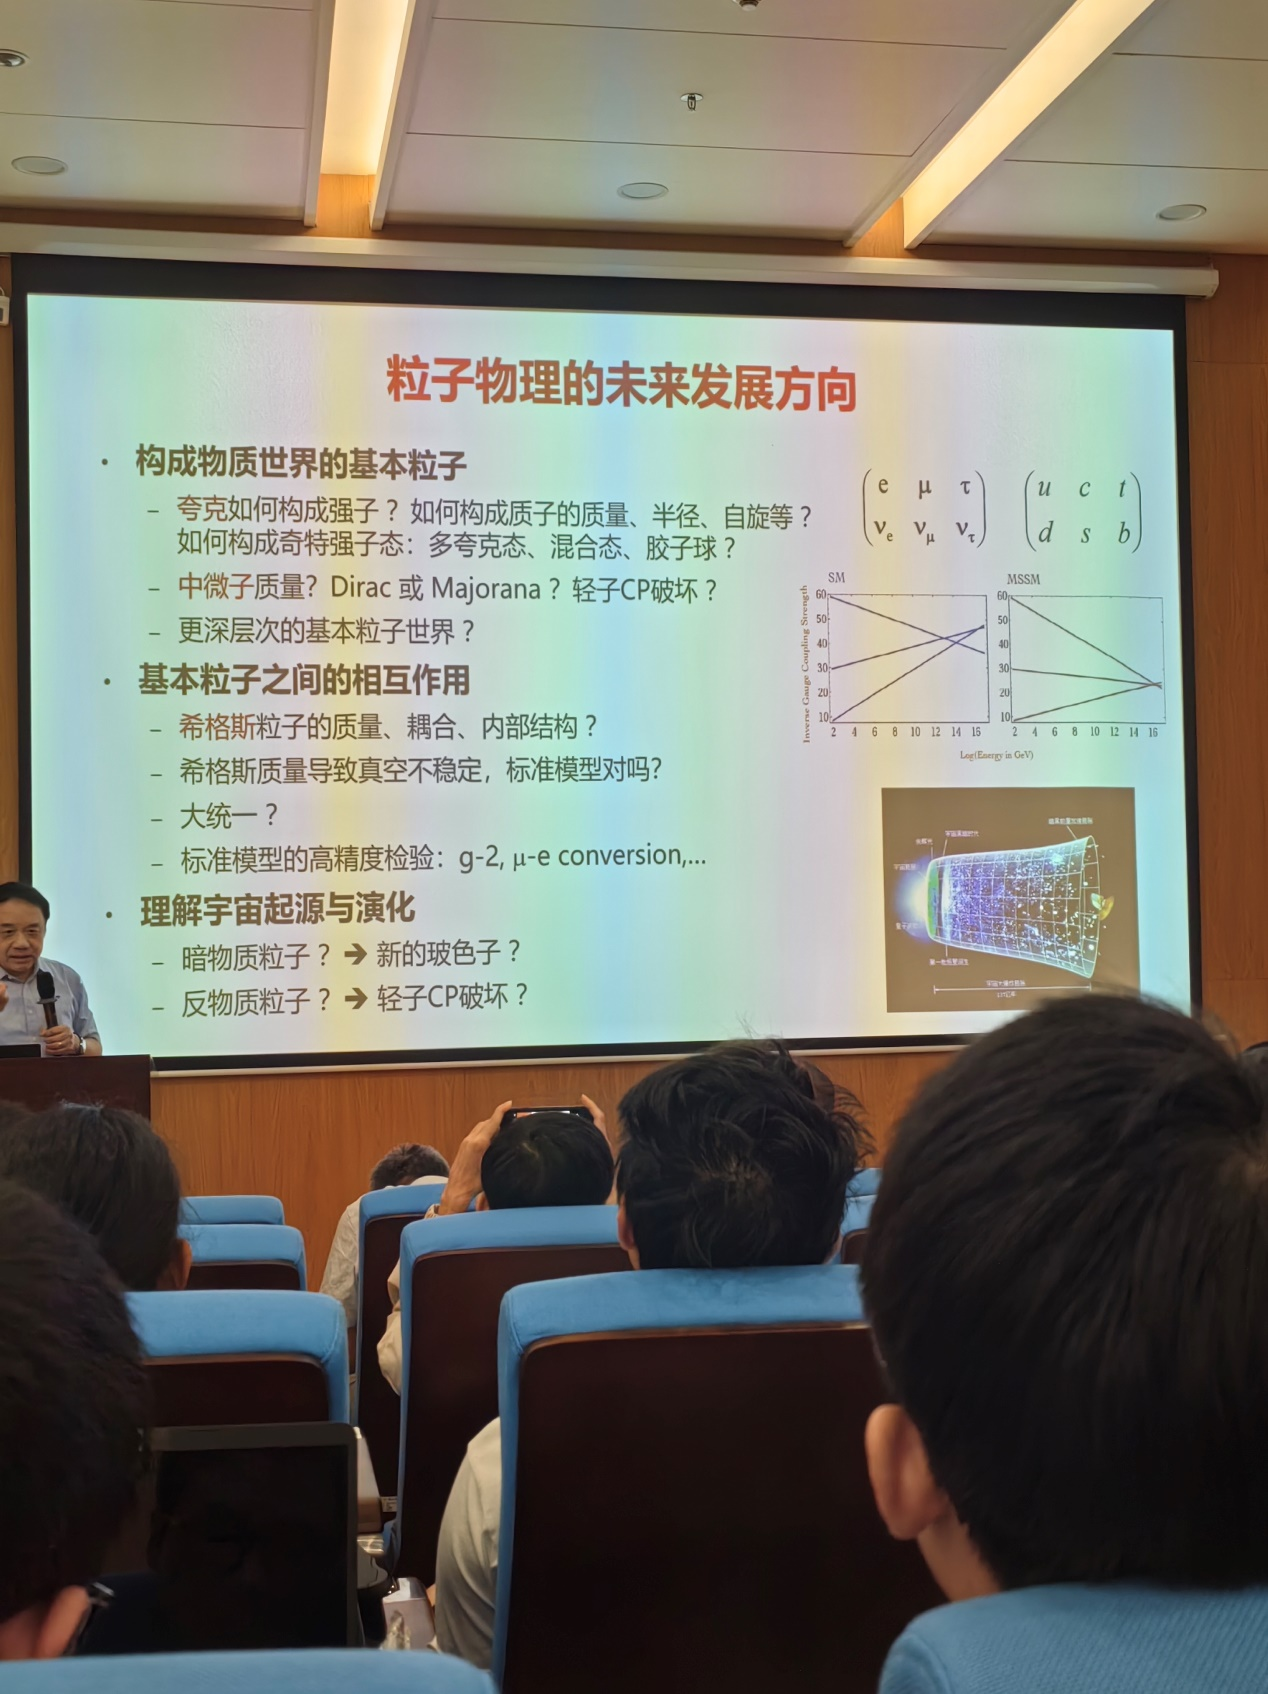 粒子物理的未来发展方向
• 构成物质世界的基本粒子
– 夸克如何构成强子？如何构成质子的质量、半径、自旋等？
如何构成奇特强子态：多夸克态、混合态、胶子球？
– 中微子质量？Dirac 或 Majorana？轻子CP破坏？
– 更深层次的基本粒子世界？
• 基本粒子之间的相互作用
– 希格斯粒子的质量、耦合、内部结构？
– 希格斯质量导致真空不稳定，标准模型对吗？
– 大统一？
– 标准模型的高精度检验：g-2, μ-e conversion,...
• 理解宇宙起源与演化
– 暗物质粒子？➔ 新的玻色子？
– 反物质粒子？➔ 轻子CP破坏？
e μ τ
νe νμ ντ
u c t
d s b
SM
MSSM
Inverse Gauge Coupling Strength
60
50
40
30
20
10
2 4 6 8 10 12 14 16
60
50
40
30
20
10
2 4 6 8 10 12 14 16
Log(Energy in GeV)